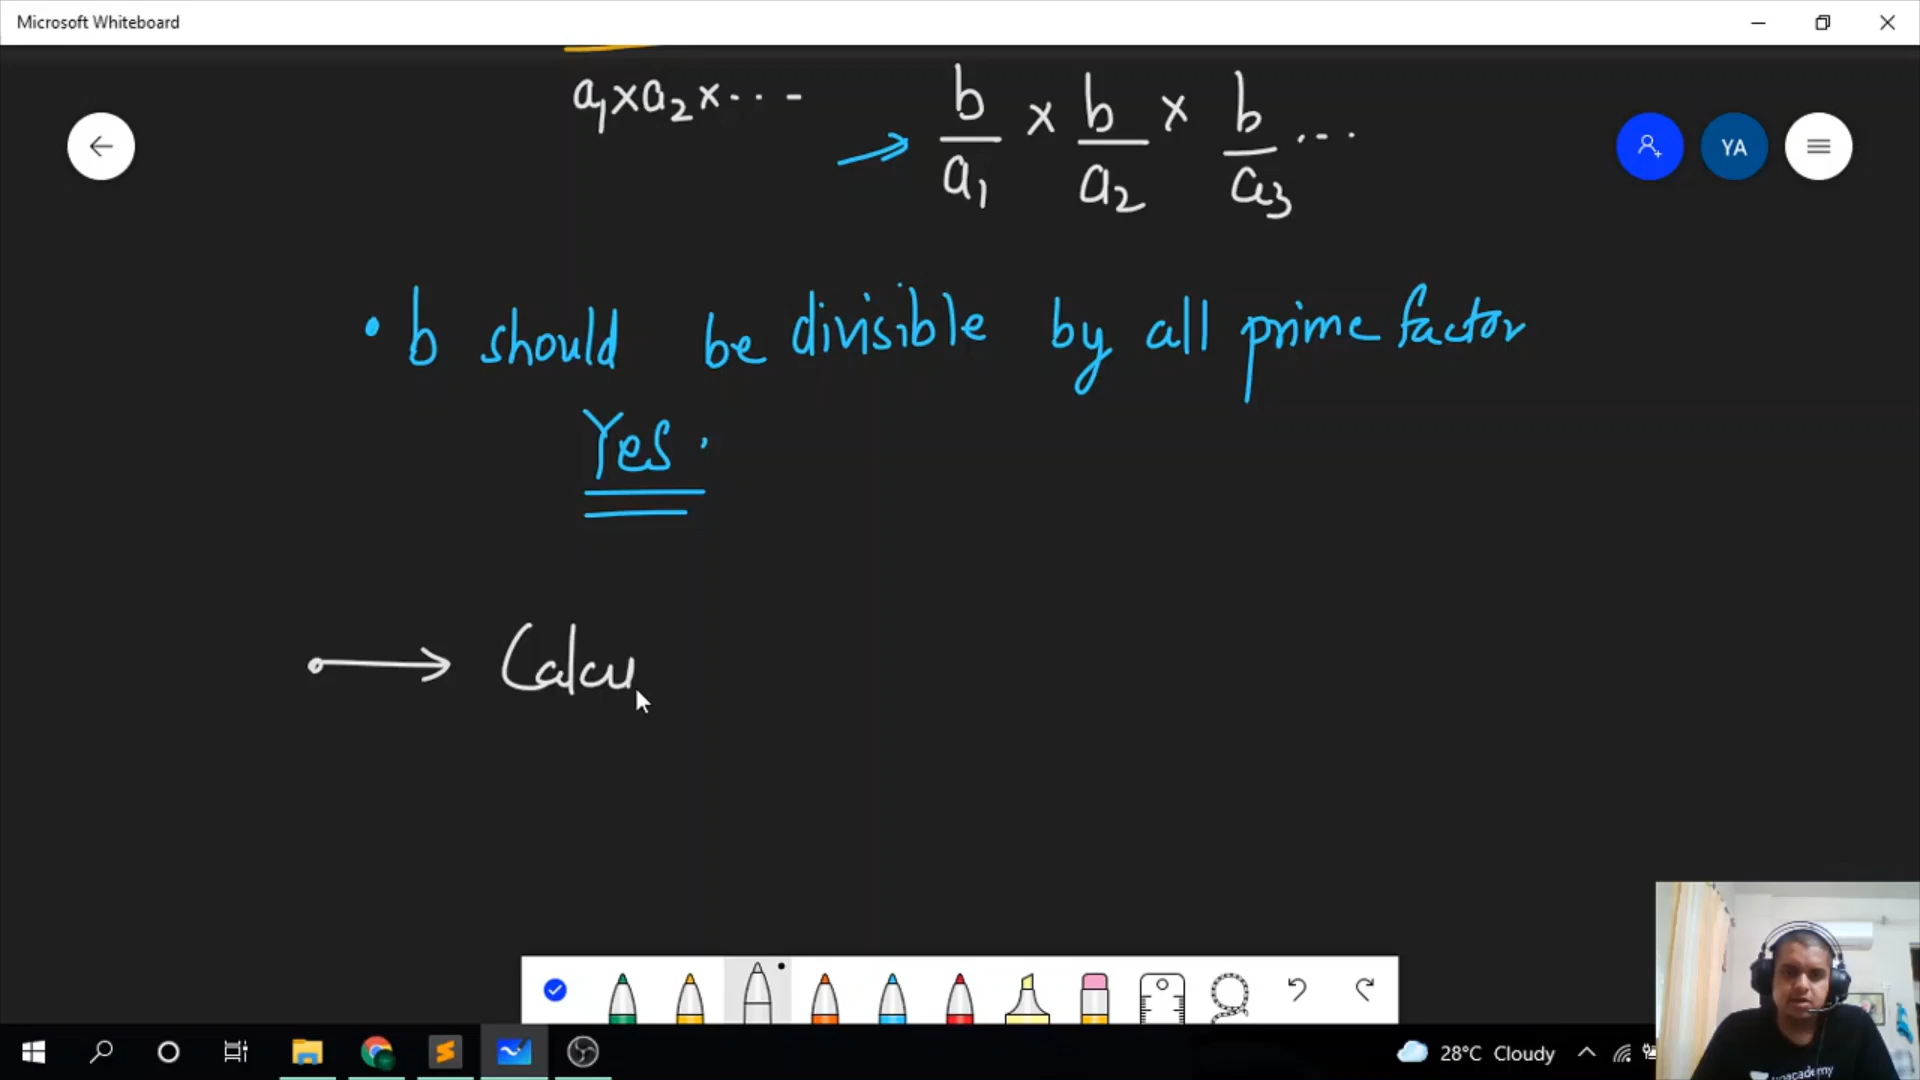 Microsoft Whiteboard
a₁×a₂×...-
b/a₁ × b/a₂ × b/a₃ ...
YA
• b should be divisible by all prime factor
Yes.
→ Calcu
28°C Cloudy